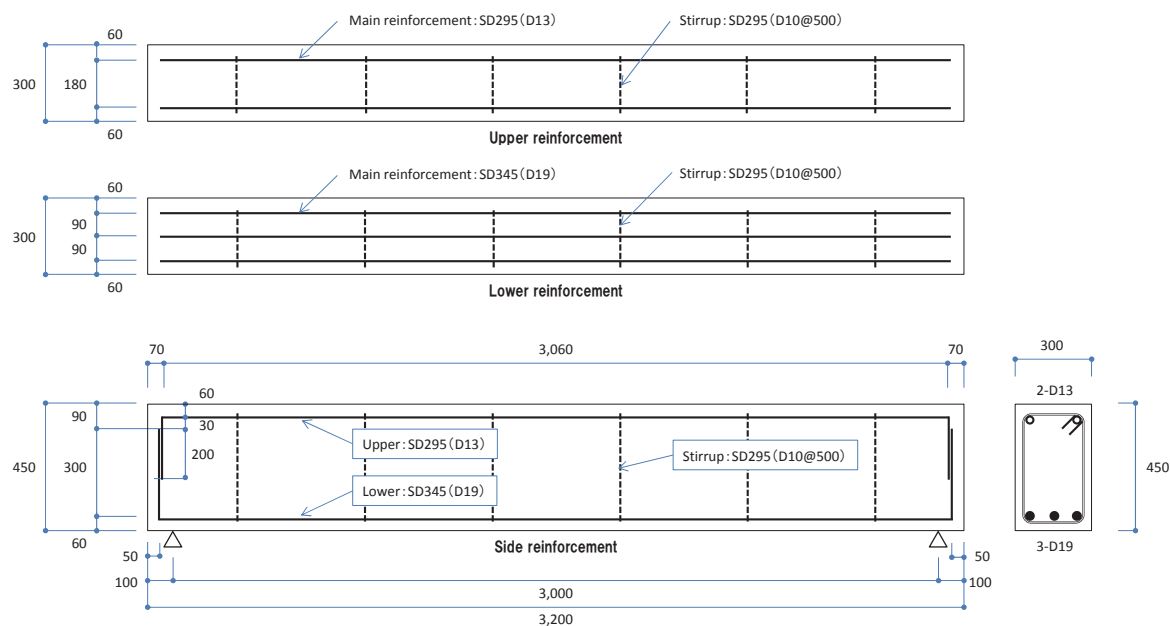 Main reinforcement：SD295（D13）
Stirrup：SD295（D10@500）
60
300
180
60
Upper reinforcement
Main reinforcement：SD345（D19）
Stirrup：SD295（D10@500）
60
300
90
90
60
Lower reinforcement
70
3,060
70
300
60
2-D13
90
30
Upper：SD295（D13）
200
Stirrup：SD295（D10@500）
450
300
450
Lower：SD345（D19）
60
Side reinforcement
3-D19
50
50
100
100
3,000
3,200